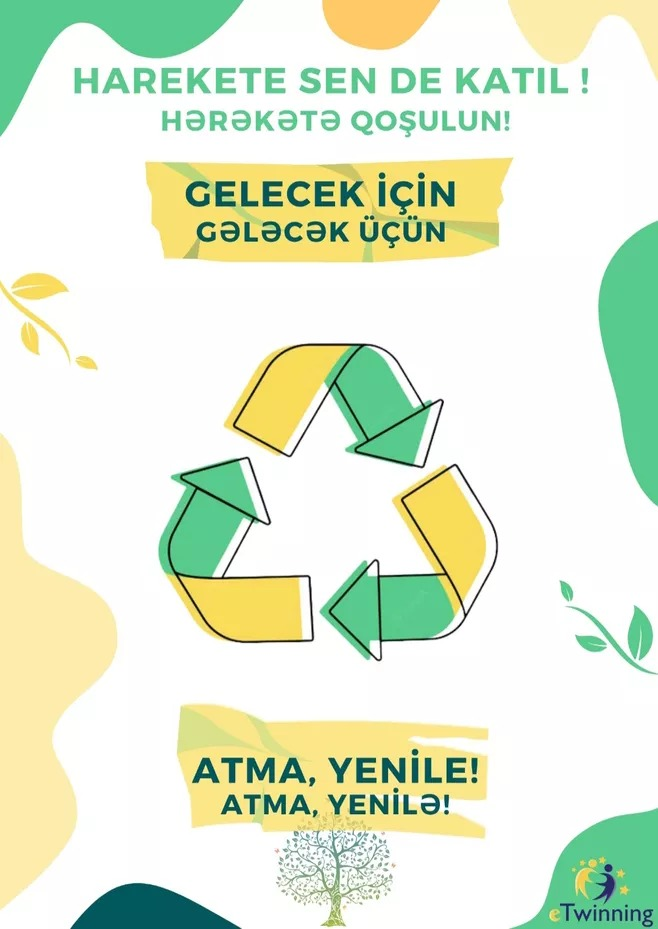 HAREKETE SEN DE KATIL !
HƏRƏKƏTƏ QOŞULUN!
GELECEK İÇİN
GƏLƏCƏK ÜÇÜN
ATMA, YENİLE!
ATMA, YENİLƏ!
eTwinning